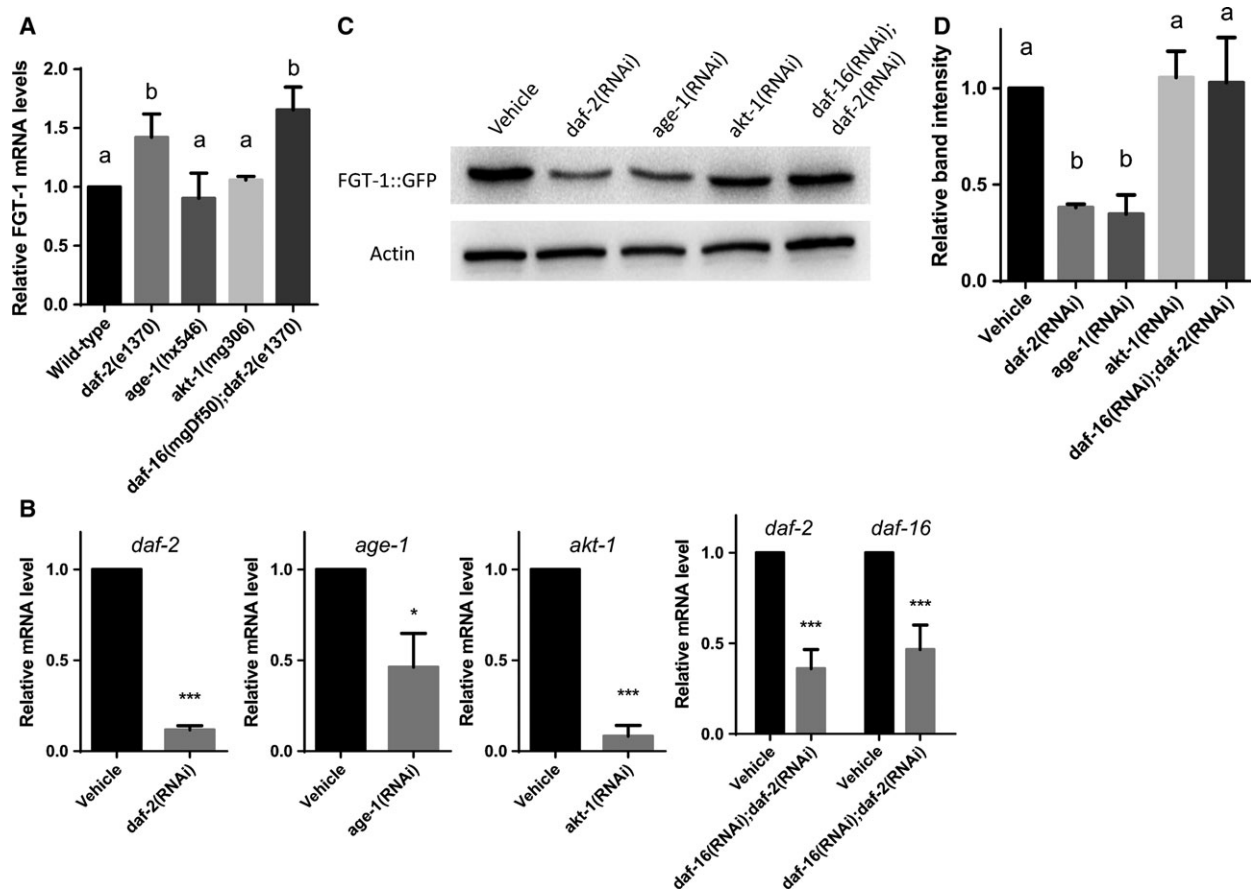 A
Relative FGT-1 mRNA levels
2.0
1.5
1.0
0.5
0.0
a
b
a
a
b
Wild-type
daf-2(e1370)
age-1(hx546)
akt-1(mg306)
daf-16(mgDf50);daf-2(e1370)
C
Vehicle
daf-2(RNAi)
age-1(RNAi)
akt-1(RNAi)
daf-16(RNAi);
daf-2(RNAi)
FGT-1::GFP
Actin
D
Relative band intensity
1.0
0.5
0.0
a
b
b
a
a
Vehicle
daf-2(RNAi)
age-1(RNAi)
akt-1(RNAi)
daf-16(RNAi);daf-2(RNAi)
B
Relative mRNA level
1.0
0.5
0.0
daf-2
***
Vehicle
daf-2(RNAi)
Relative mRNA level
1.0
0.5
0.0
age-1
*
Vehicle
age-1(RNAi)
Relative mRNA level
1.0
0.5
0.0
akt-1
***
Vehicle
akt-1(RNAi)
Relative mRNA level
1.0
0.5
0.0
daf-2
daf-16
***
***
Vehicle
daf-16(RNAi);daf-2(RNAi)
Vehicle
daf-16(RNAi);daf-2(RNAi)